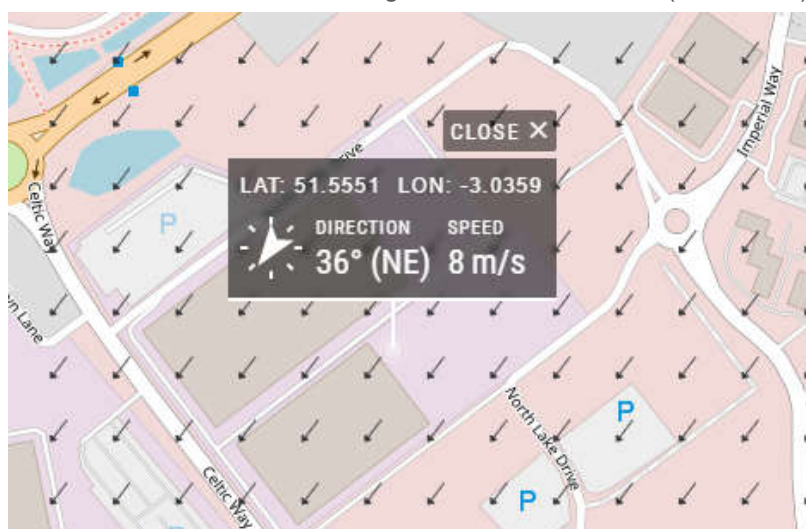 CLOSE ✕
Imperial Way
LAT: 51.5551 LON: -3.0359
DIRECTION SPEED
36° (NE) 8 m/s
P
Celtic Way
Lane
North Lake Drive
P
Celtic Way
P